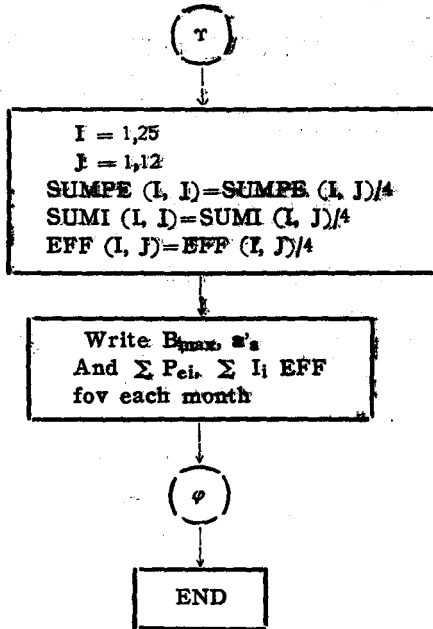 Υ
I = 1,25
J = 1,12
SUMPE (I, I)=SUMPE (I, J)/4
SUMI (I, I)=SUMI (I, J)/4
EFF (I, J)=EFF (I, J)/4
Write Bmax, a's
And ∑ Pei, ∑ Ii EFF
fov each month
φ
END